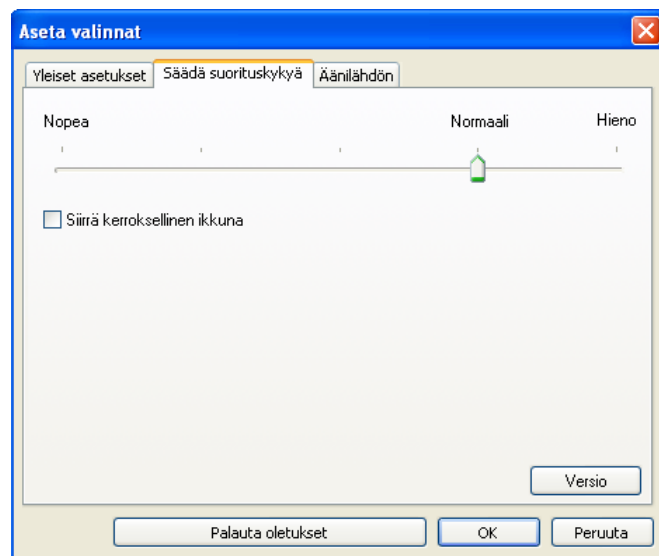 Aseta valinnat
Yleiset asetukset Säädä suorituskykyä Äänilähdön
Nopea Normaali Hieno
Siirrä kerroksellinen ikkuna
Versio
Palauta oletukset OK Peruuta